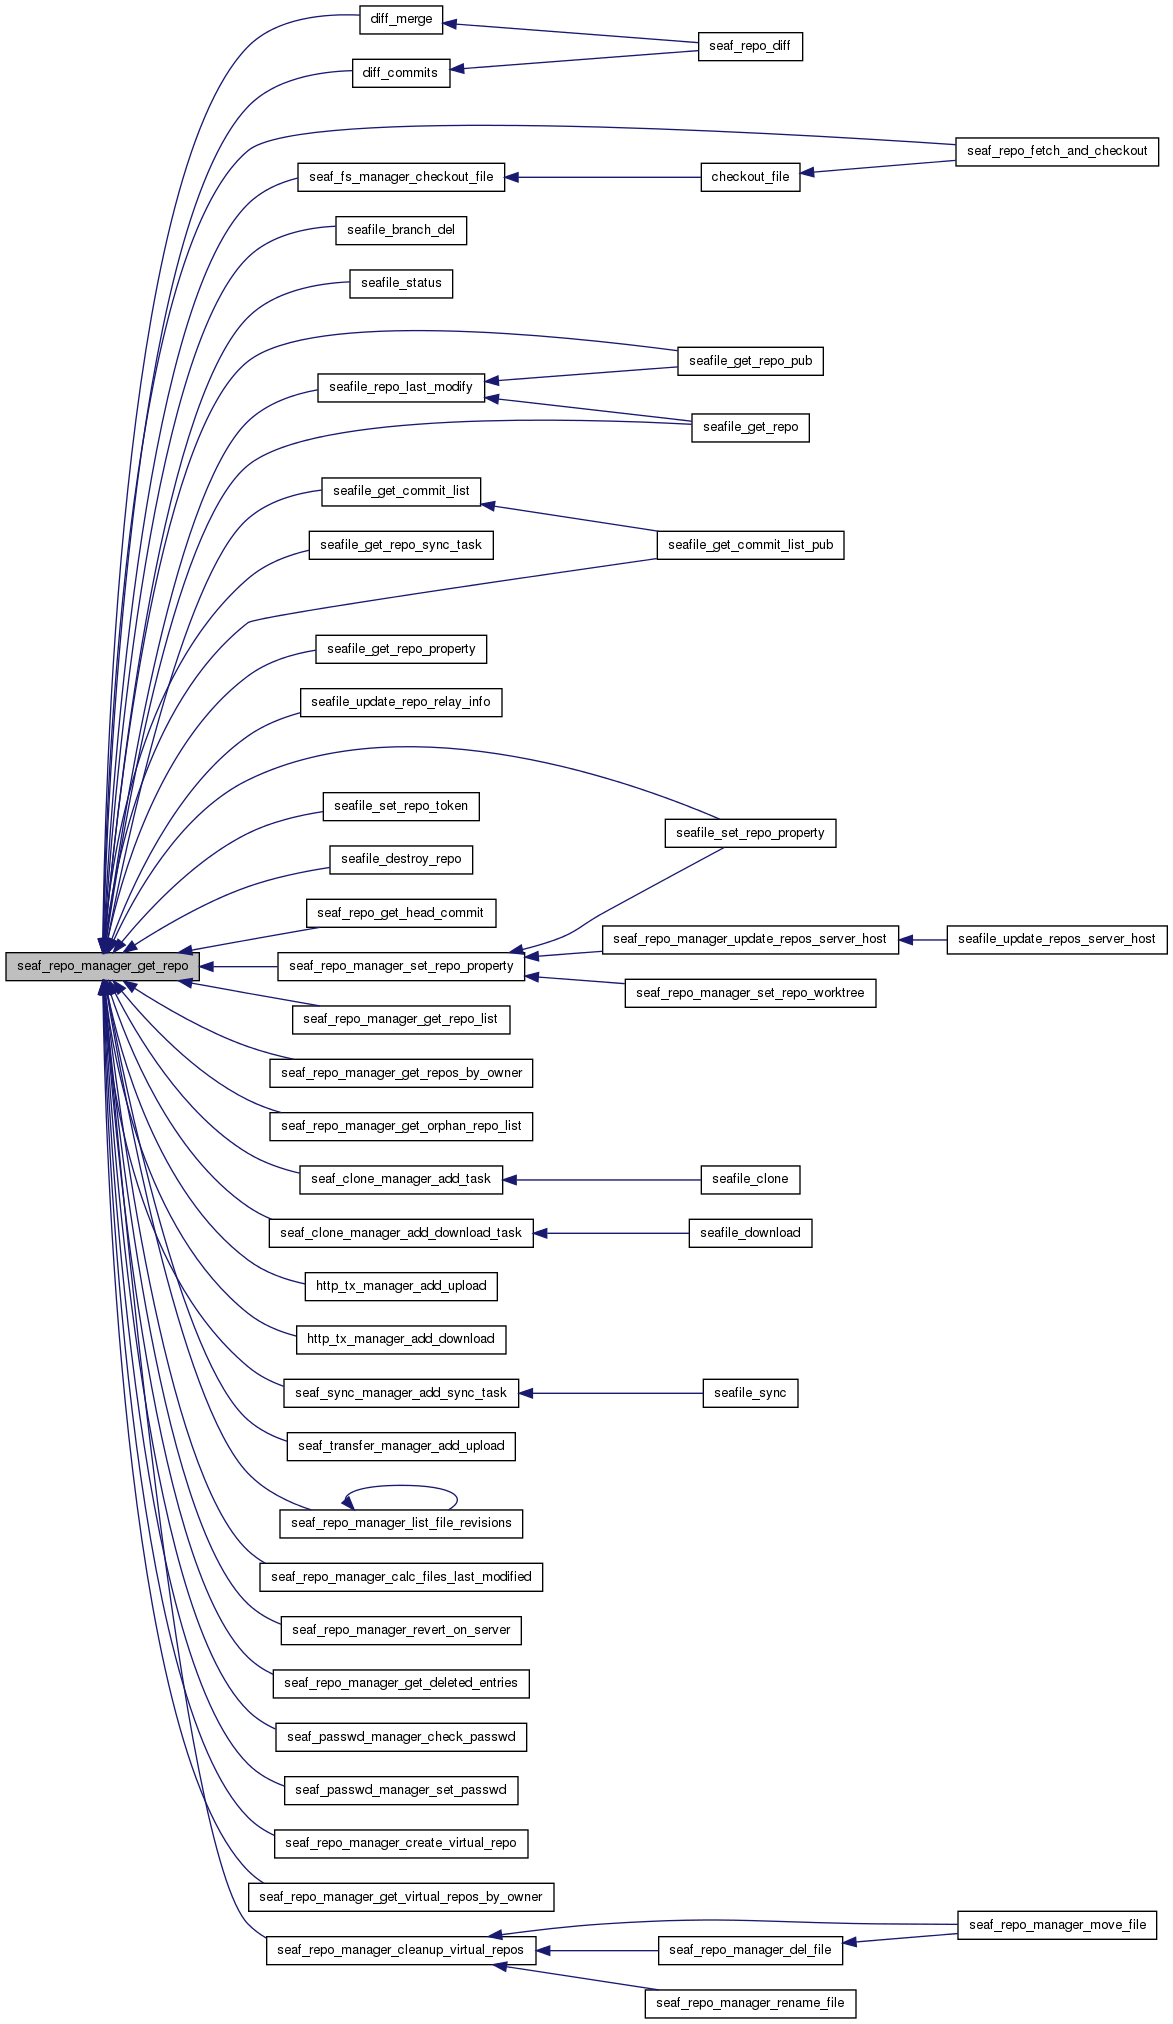 diff_merge
seaf_repo_diff
diff_commits
seaf_repo_fetch_and_checkout
seaf_fs_manager_checkout_file
checkout_file
seafile_branch_del
seafile_status
seafile_get_repo_pub
seafile_repo_last_modify
seafile_get_repo
seafile_get_commit_list
seafile_get_repo_sync_task
seafile_get_commit_list_pub
seafile_get_repo_property
seafile_update_repo_relay_info
seafile_set_repo_token
seafile_set_repo_property
seafile_destroy_repo
seaf_repo_get_head_commit
seaf_repo_manager_update_repos_server_host
seafile_update_repos_server_host
seaf_repo_manager_get_repo
seaf_repo_manager_set_repo_property
seaf_repo_manager_set_repo_worktree
seaf_repo_manager_get_repo_list
seaf_repo_manager_get_repos_by_owner
seaf_repo_manager_get_orphan_repo_list
seaf_clone_manager_add_task
seafile_clone
seaf_clone_manager_add_download_task
seafile_download
http_tx_manager_add_upload
http_tx_manager_add_download
seaf_sync_manager_add_sync_task
seafile_sync
seaf_transfer_manager_add_upload
seaf_repo_manager_list_file_revisions
seaf_repo_manager_calc_files_last_modified
seaf_repo_manager_revert_on_server
seaf_repo_manager_get_deleted_entries
seaf_passwd_manager_check_passwd
seaf_passwd_manager_set_passwd
seaf_repo_manager_create_virtual_repo
seaf_repo_manager_get_virtual_repos_by_owner
seaf_repo_manager_move_file
seaf_repo_manager_cleanup_virtual_repos
seaf_repo_manager_del_file
seaf_repo_manager_rename_file